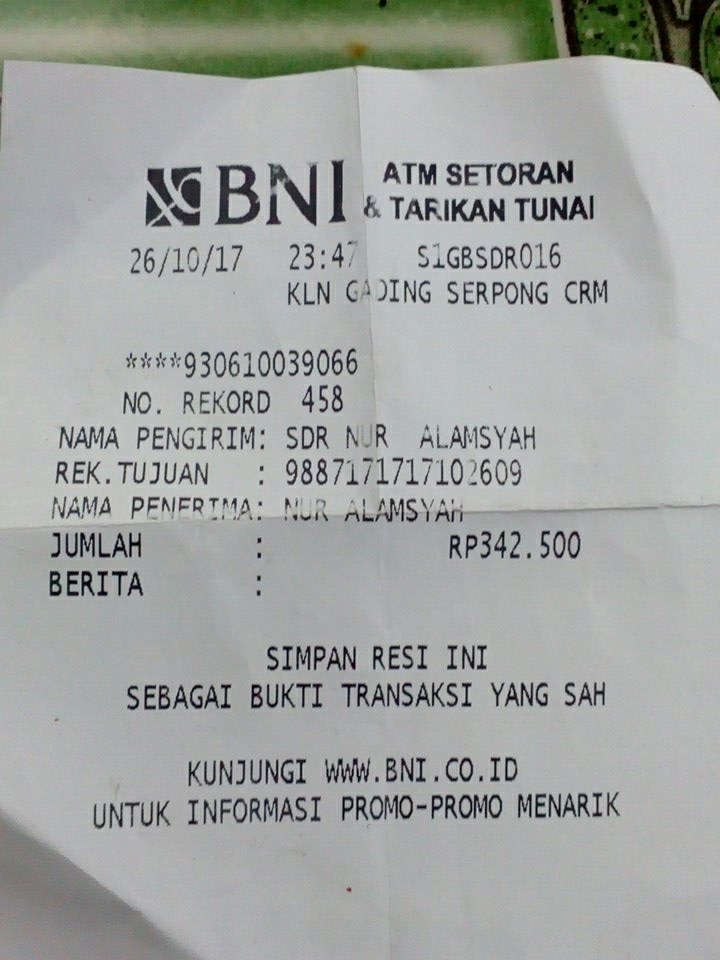 BNI ATM SETORAN
& TARIKAN TUNAI
26/10/17 23:47 S1GBSDR016
KLN GADING SERPONG CRM
****930610039066
NO. REKORD 458
NAMA PENGIRIM: SDR NUR ALAMSYAH
REK.TUJUAN : 9887171717102609
NAMA PENERIMA: NUR ALAMSYAH
JUMLAH : RP342.500
BERITA :
SIMPAN RESI INI
SEBAGAI BUKTI TRANSAKSI YANG SAH
KUNJUNGI WWW.BNI.CO.ID
UNTUK INFORMASI PROMO-PROMO MENARIK